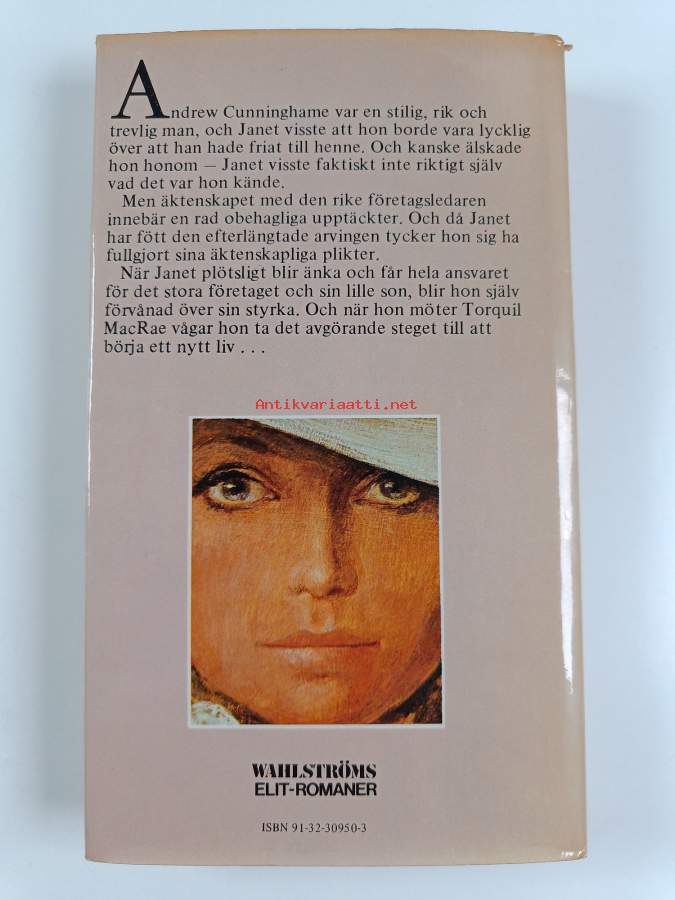 Andrew Cunninghame var en stilig, rik och
trevlig man, och Janet visste att hon borde vara lycklig
över att han hade friat till henne. Och kanske älskade
hon honom — Janet visste faktiskt inte riktigt själv
vad det var hon kände.
Men äktenskapet med den rike företagsledaren
innebär en rad obehagliga upptäckter. Och då Janet
har fött den efterlängtade arvingen tycker hon sig ha
fullgjort sina äktenskapliga plikter.
När Janet plötsligt blir änka och får hela ansvaret
för det stora företaget och sin lille son, blir hon själv
förvånad över sin styrka. Och när hon möter Torquil
MacRae vågar hon ta det avgörande steget till att
börja ett nytt liv . . .
Antikvariaatti.net
WAHLSTRÖMS
ELIT-ROMANER
ISBN 91-32-30950-3